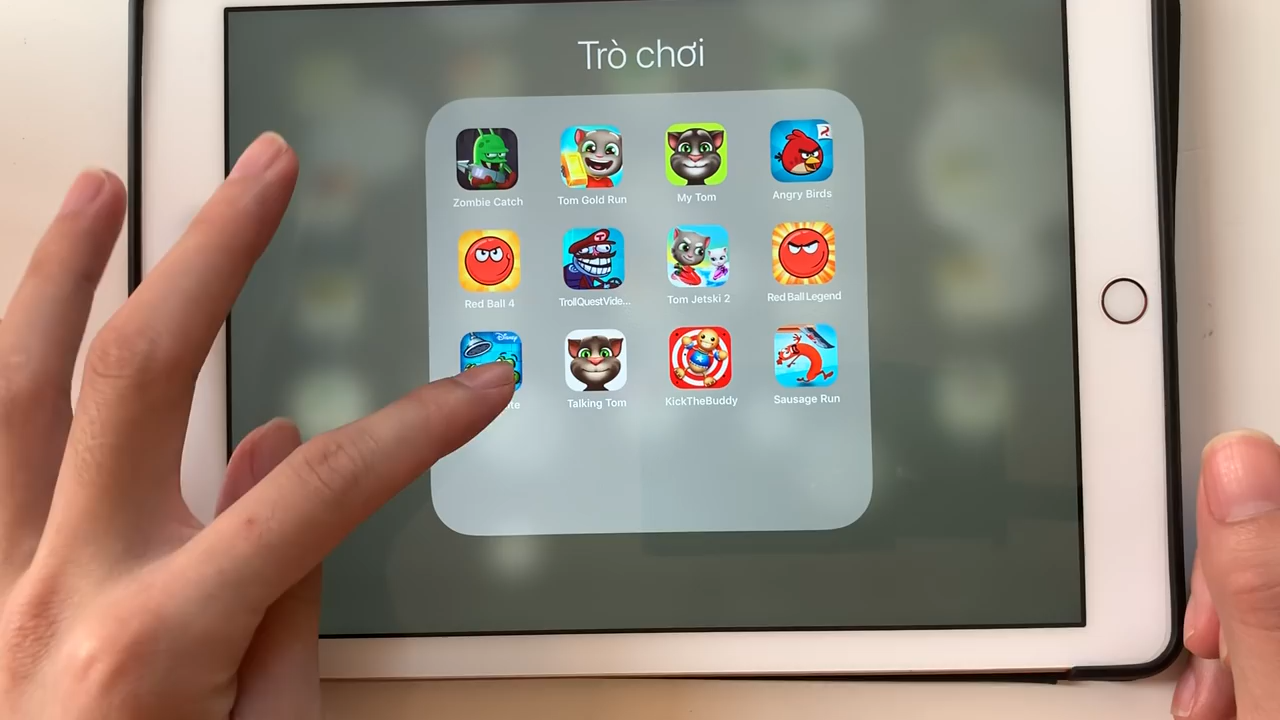 Trò chơi
Zombie Catch
Tom Gold Run
My Tom
Angry Birds
Red Ball 4
TrollQuestVide...
Tom Jetski 2
Red Ball Legend
Disney
Talking Tom
KickTheBuddy
Sausage Run